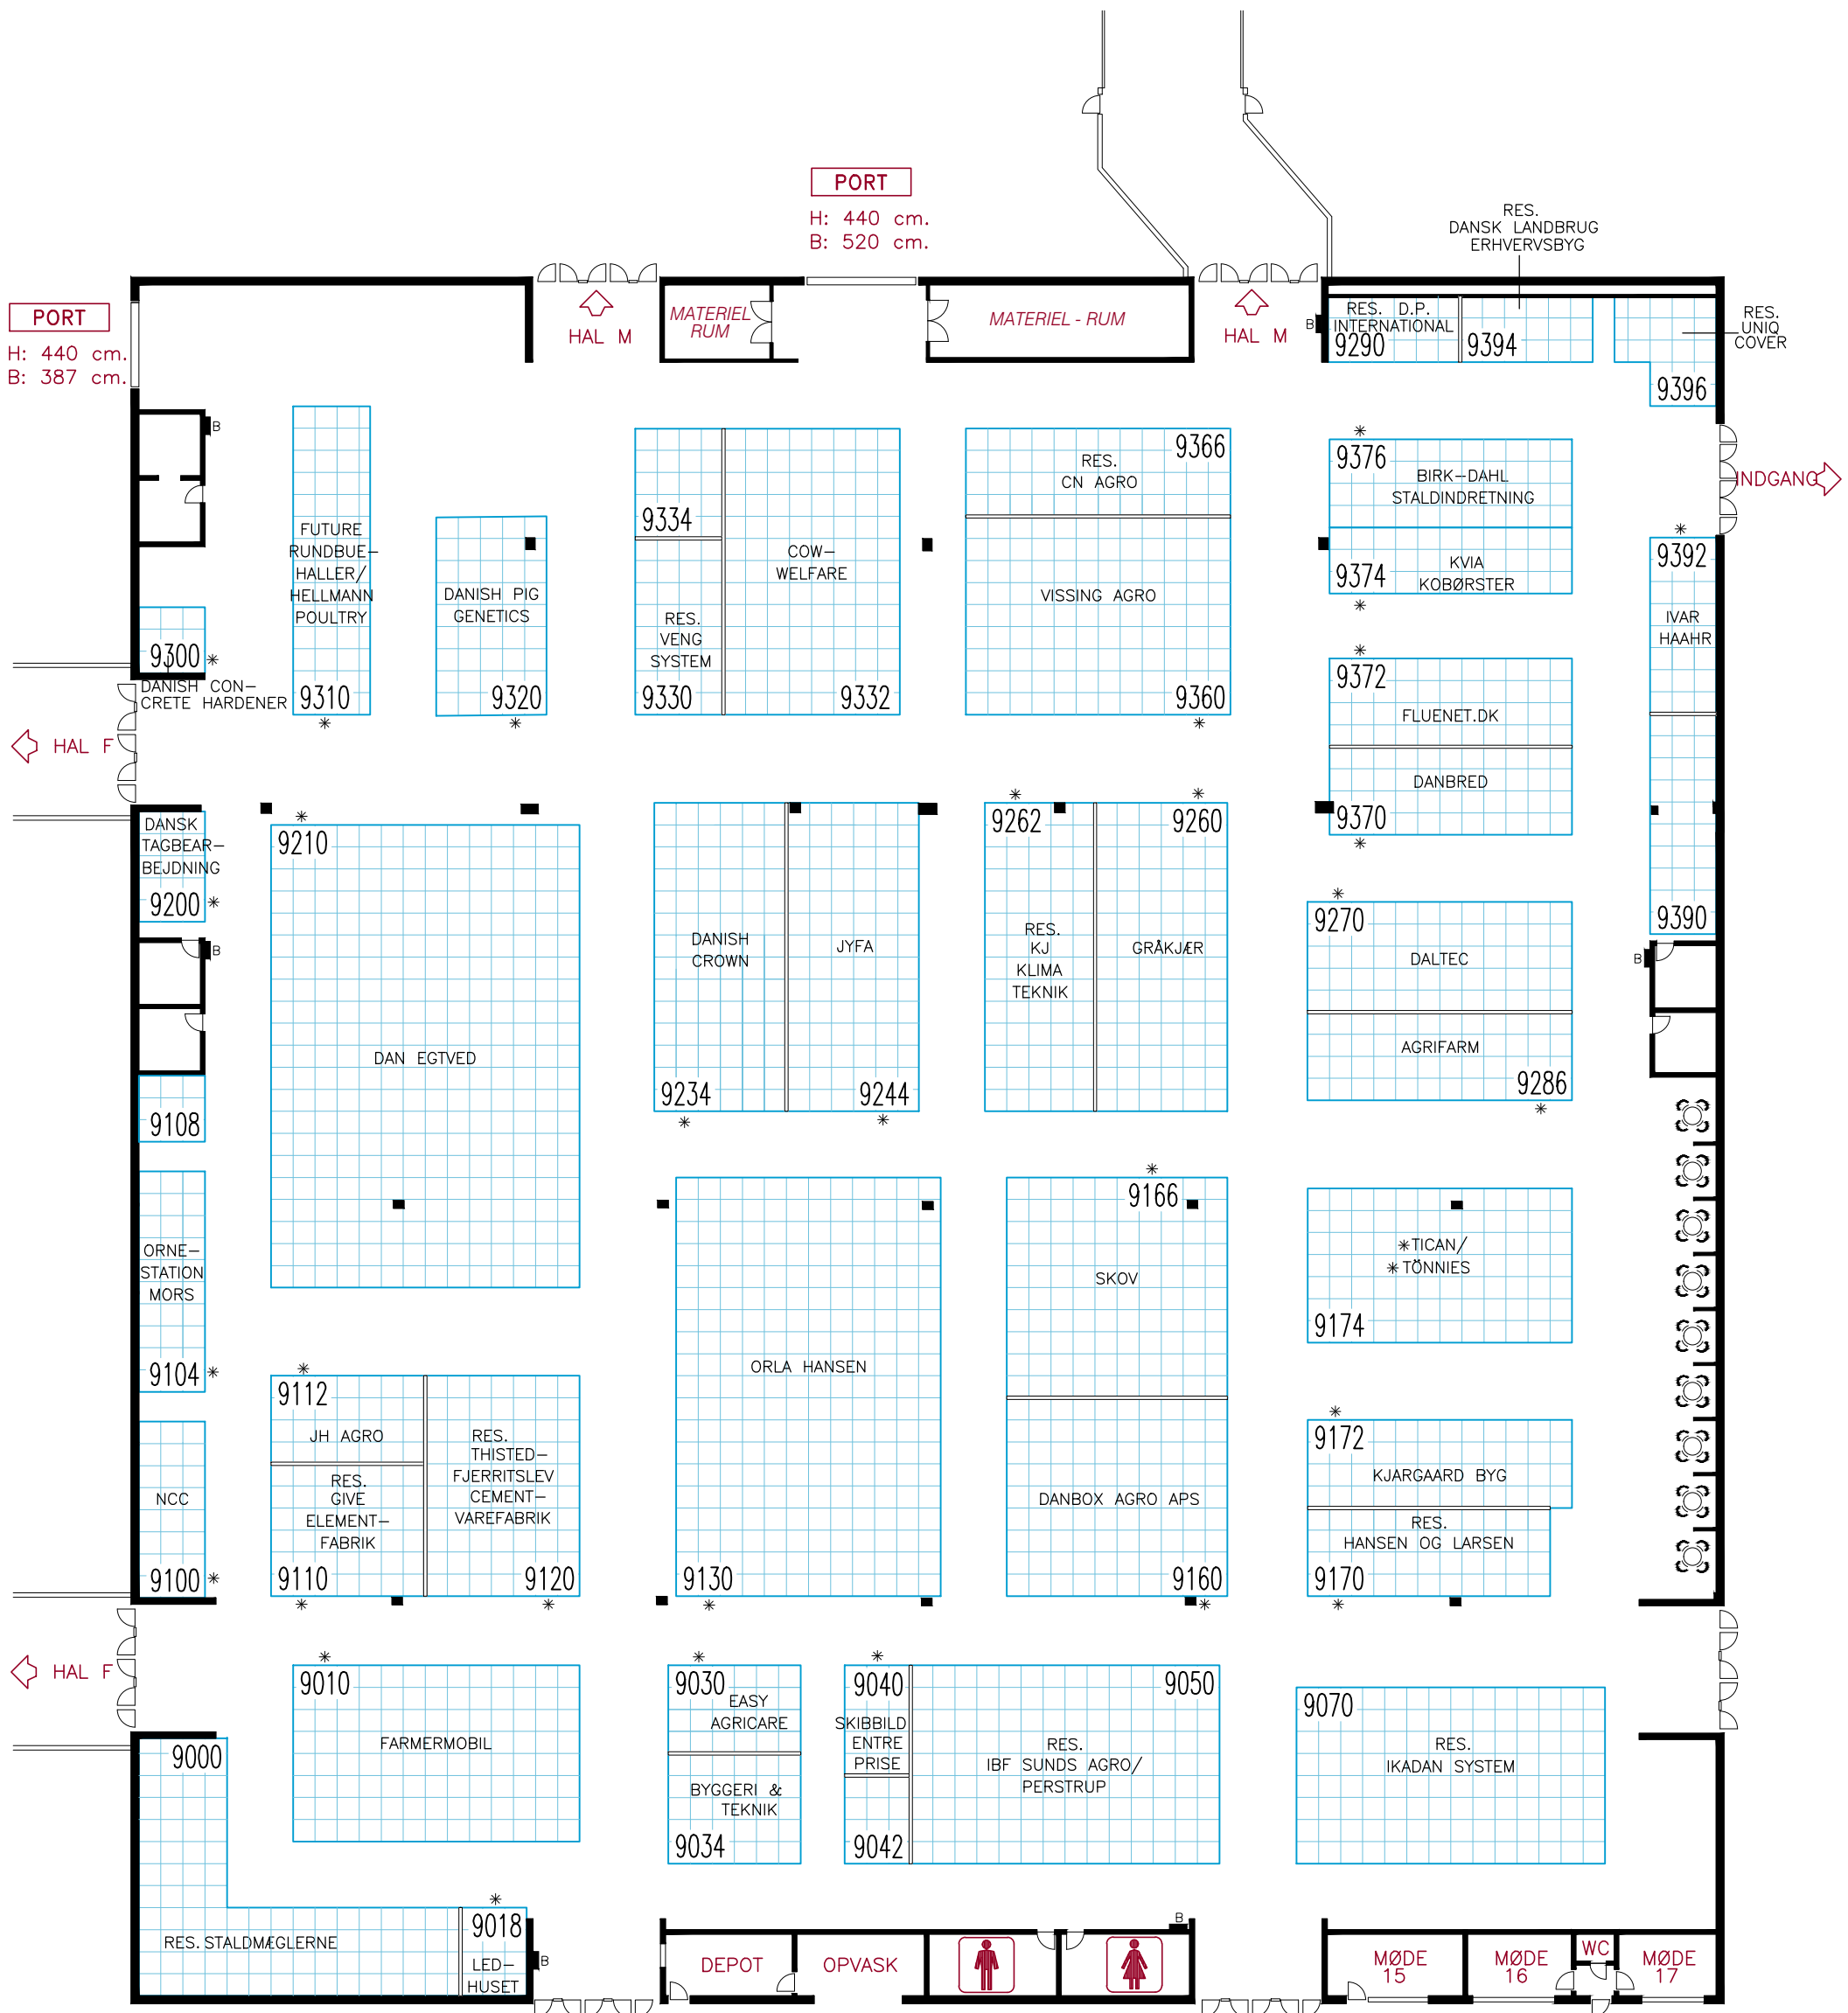 PORT
H: 440 cm.
B: 520 cm.
RES.
DANSK LANDBRUG
ERHVERVSBYG
PORT
H: 440 cm.
B: 387 cm.
HAL M
MATERIEL
RUM
MATERIEL - RUM
HAL M
B
RES. D.P.
INTERNATIONAL
9290
9394
RES.
UNIQ
COVER
9396
B
FUTURE
RUNDBUE-
HALLER/
HELLMANN
POULTRY
9310
*
DANISH PIG
GENETICS
9320
*
9334
RES.
VENG
SYSTEM
9330
COW-
WELFARE
9332
9366
RES.
CN AGRO
VISSING AGRO
9360
*
*
9376
BIRK-DAHL
STALDINDRETNING
KVIA
KOBØRSTER
9374
*
INDGANG
*
9392
IVAR
HAAHR
9390
9300 *
DANISH CON-
CRETE HARDENER
HAL F
*
9372
FLUENET.DK
DANBRED
9370
*
DANSK
TAGBEAR-
BEJDNING
9200 *
B
*
9210
DAN EGTVED
DANISH
CROWN
9234
*
JYFA
9244
*
*
9262
RES.
KJ
KLIMA
TEKNIK
*
9260
GRÅKJÆR
*
9270
DALTEC
AGRIFARM
9286
*
B
9108
ORNE-
STATION
MORS
9104 *
ORLA HANSEN
9130
*
*
9166
SKOV
DANBOX AGRO APS
9160
*
*TICAN/
*TÖNNIES
9174
*
9112
JH AGRO
RES.
GIVE
ELEMENT-
FABRIK
9110
*
RES.
THISTED-
FJERRITSLEV
CEMENT-
VAREFABRIK
9120
*
*
9172
KJARGAARD BYG
RES.
HANSEN OG LARSEN
9170
*
NCC
9100 *
HAL F
*
9010
FARMERMOBIL
*
9030
EASY
AGRICARE
BYGGERI &
TEKNIK
9034
*
9040
SKIBBILD
ENTRE
PRISE
9042
9050
RES.
IBF SUNDS AGRO/
PERSTRUP
9070
RES.
IKADAN SYSTEM
9000
RES. STALDMÆGLERNE
*
9018
LED-
HUSET
B
DEPOT
OPVASK
B
MØDE
15
MØDE
16
WC
MØDE
17